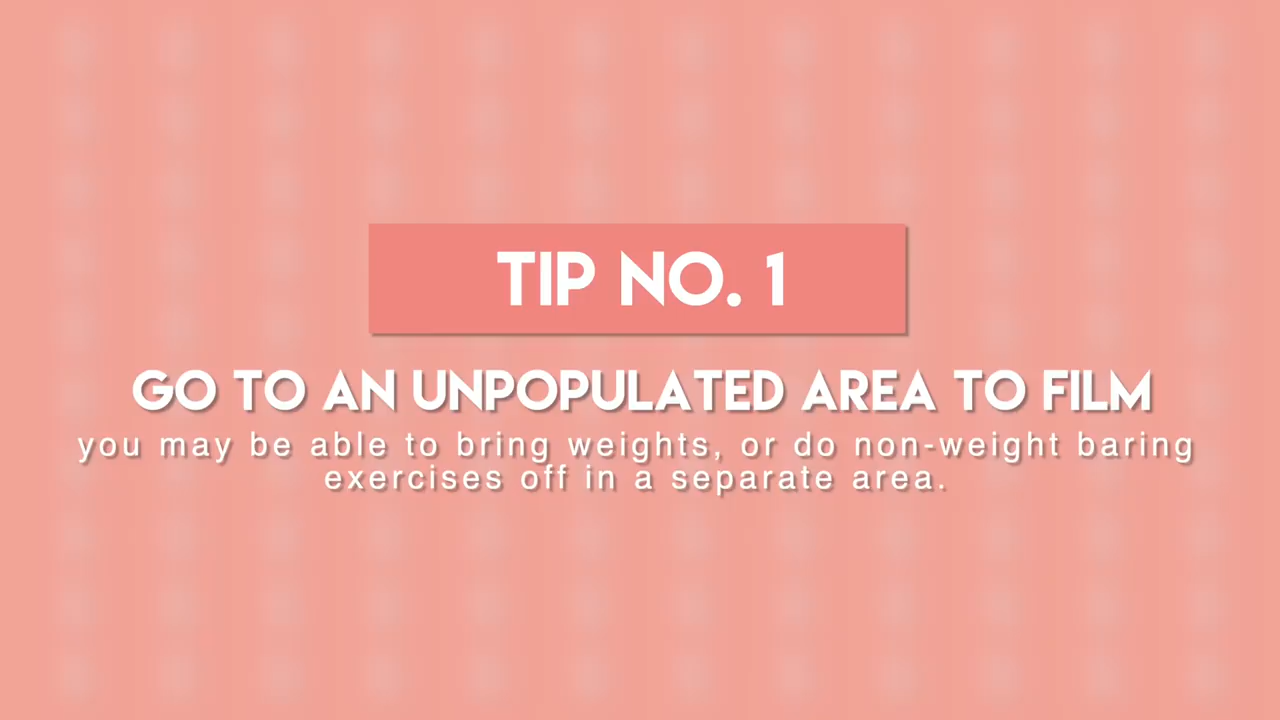 TIP NO. 1
GO TO AN UNPOPULATED AREA TO FILM
you may be able to bring weights, or do non-weight baring
exercises off in a separate area.